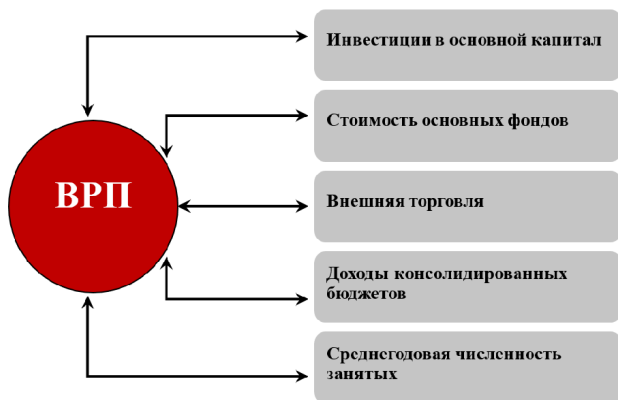 ВРП
Инвестиции в основной капитал
Стоимость основных фондов
Внешняя торговля
Доходы консолидированных
бюджетов
Среднегодовая численность
занятых